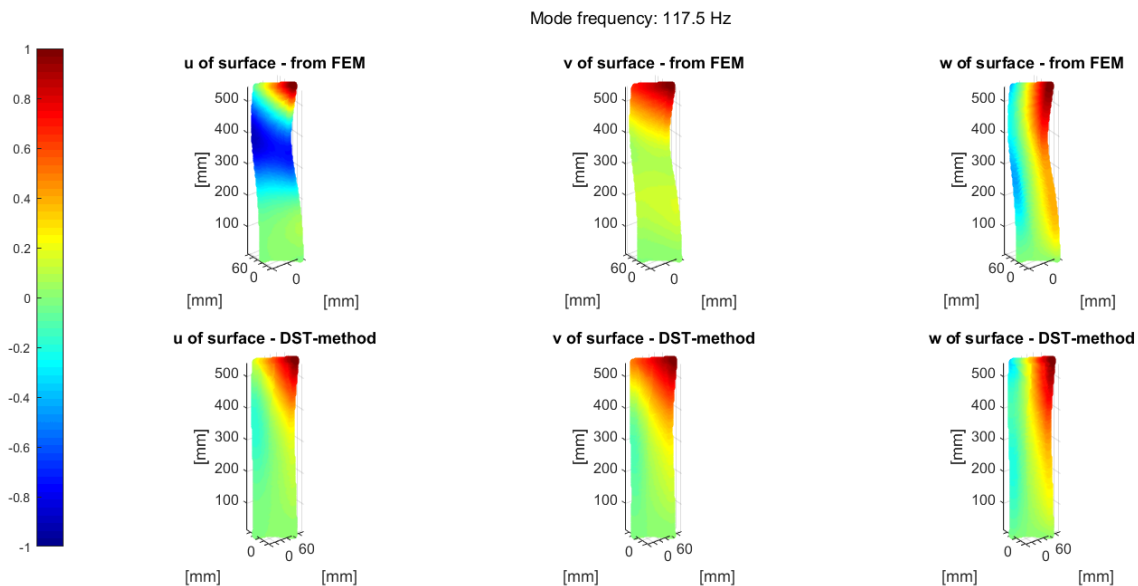 Mode frequency: 117.5 Hz
1
0.8
0.6
0.4
0.2
0
-0.2
-0.4
-0.6
-0.8
-1
u of surface - from FEM
500
400
300
200
100
[mm]
60
0
0
[mm]
[mm]
v of surface - from FEM
500
400
300
200
100
[mm]
60
0
0
[mm]
[mm]
w of surface - from FEM
500
400
300
200
100
[mm]
60
0
0
[mm]
[mm]
u of surface - DST-method
500
400
300
200
100
[mm]
0
0
60
[mm]
[mm]
v of surface - DST-method
500
400
300
200
100
[mm]
0
0
60
[mm]
[mm]
w of surface - DST-method
500
400
300
200
100
[mm]
0
0
60
[mm]
[mm]